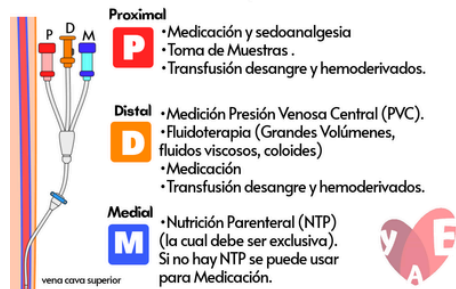 P D M
Proximal
P
•Medicación y sedoanalgesia
•Toma de Muestras .
•Transfusión desangre y hemoderivados.
Distal
D
•Medición Presión Venosa Central (PVC).
•Fluidoterapia (Grandes Volúmenes,
fluidos viscosos, coloides)
•Medicación
•Transfusión desangre y hemoderivados.
Medial
M
•Nutrición Parenteral (NTP)
(la cual debe ser exclusiva).
Si no hay NTP se puede usar
para Medicación.
vena cava superior
y E
A